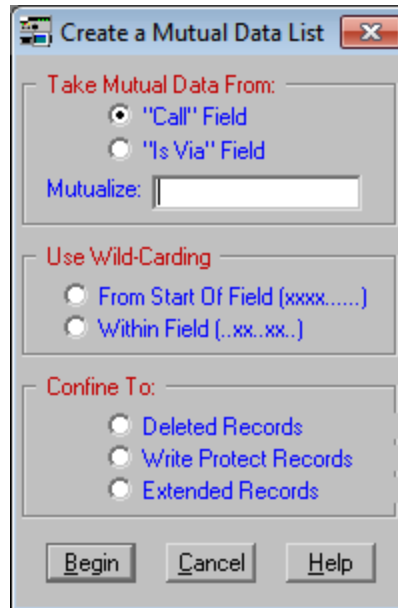 Create a Mutual Data List
Take Mutual Data From:
"Call" Field
"Is Via" Field
Mutualize:
Use Wild-Carding
From Start Of Field (xxxx......)
Within Field (..xx..xx..)
Confine To:
Deleted Records
Write Protect Records
Extended Records
Begin Cancel Help